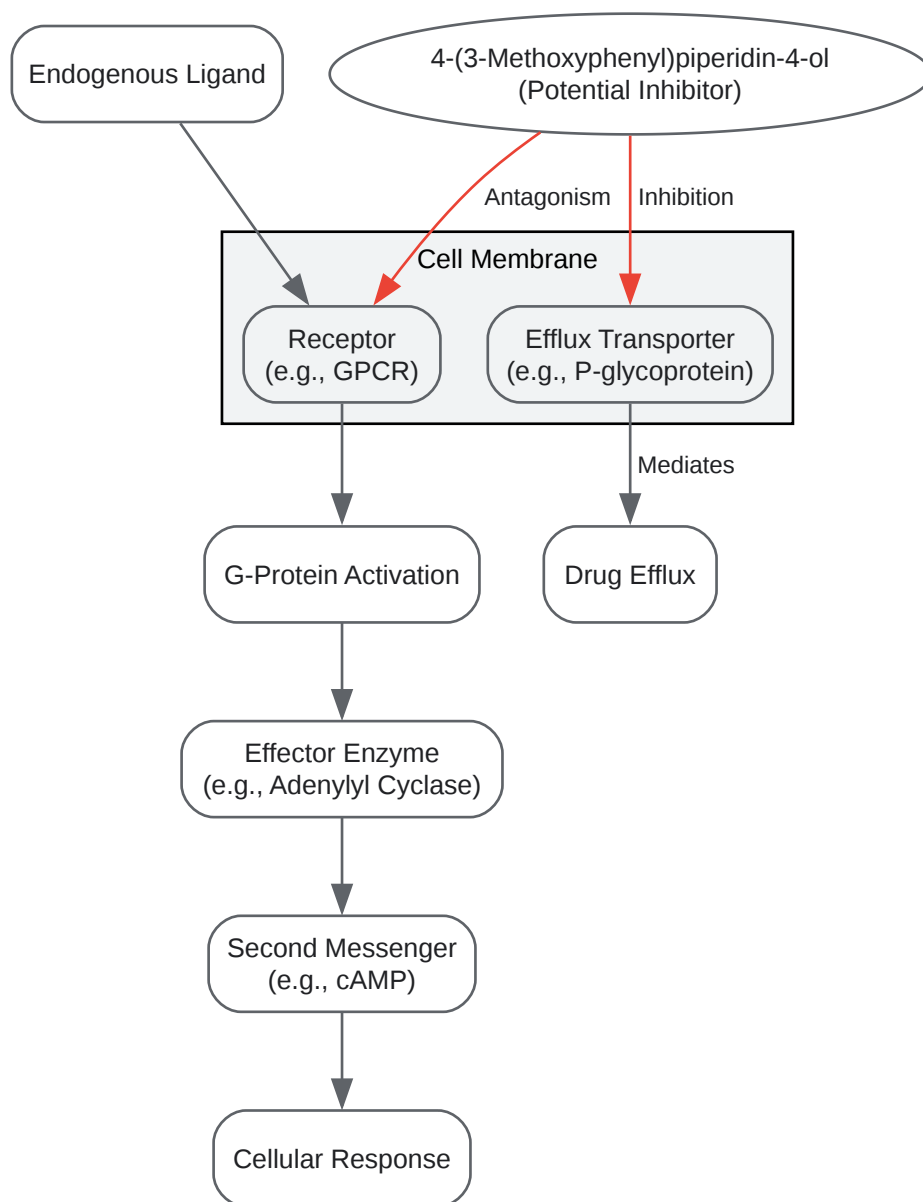 Endogenous Ligand
4-(3-Methoxyphenyl)piperidin-4-ol
(Potential Inhibitor)
Antagonism
Inhibition
Cell Membrane
Receptor
(e.g., GPCR)
Efflux Transporter
(e.g., P-glycoprotein)
Mediates
G-Protein Activation
Drug Efflux
Effector Enzyme
(e.g., Adenylyl Cyclase)
Second Messenger
(e.g., cAMP)
Cellular Response